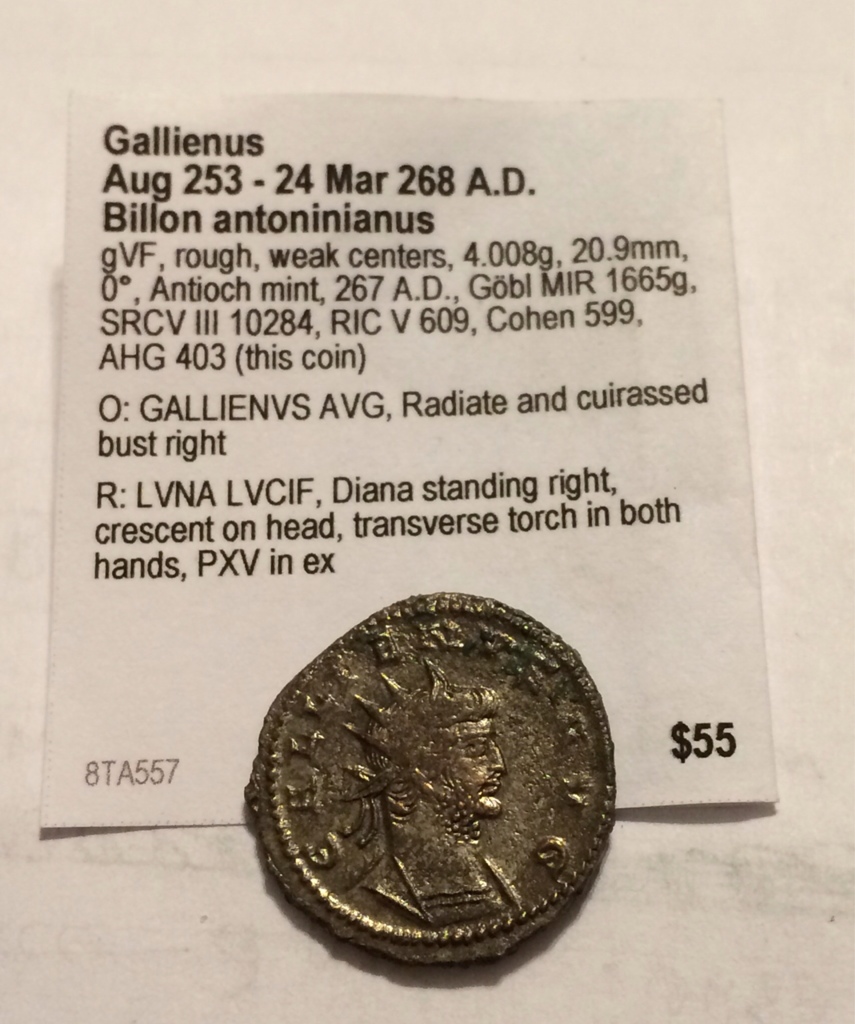 Gallienus
Aug 253 - 24 Mar 268 A.D.
Billon antoninianus
gVF, rough, weak centers, 4.008g, 20.9mm,
0°, Antioch mint, 267 A.D., Göbl MIR 1665g,
SRCV III 10284, RIC V 609, Cohen 599,
AHG 403 (this coin)
O: GALLIENVS AVG, Radiate and cuirassed
bust right
R: LVNA LVCIF, Diana standing right,
crescent on head, transverse torch in both
hands, PXV in ex
8TA557
$55
GALLIENVS AVG